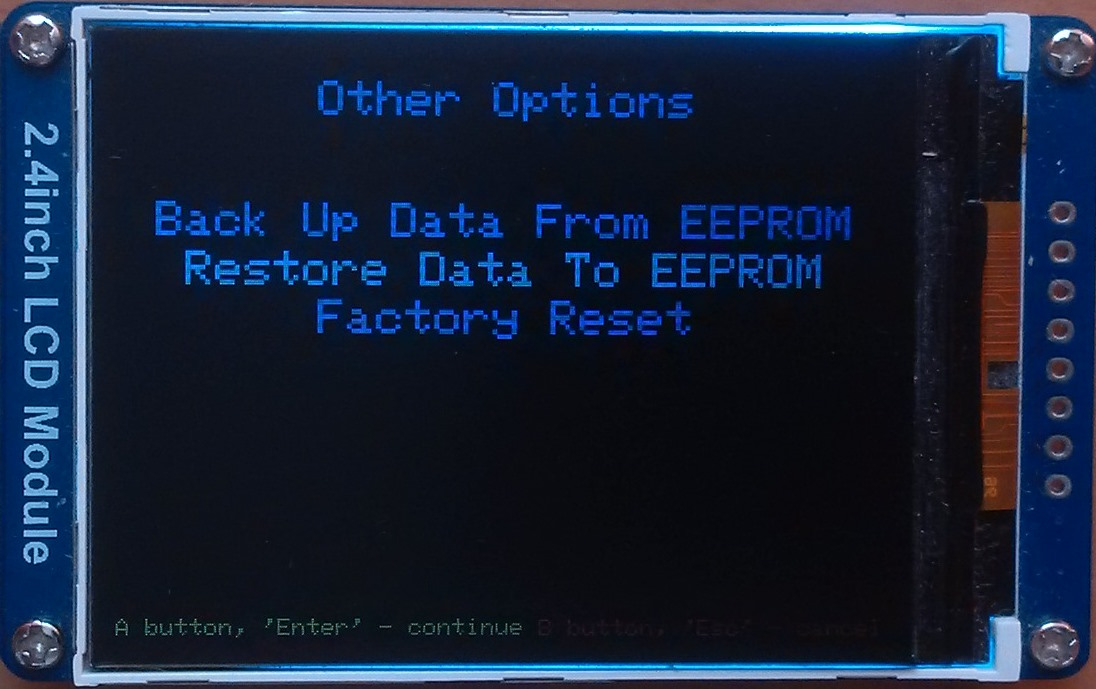 2.4inch LCD Module
Other Options
Back Up Data From EEPROM
Restore Data To EEPROM
Factory Reset
A button, 'Enter' - continue B button, 'Esc' - cancel